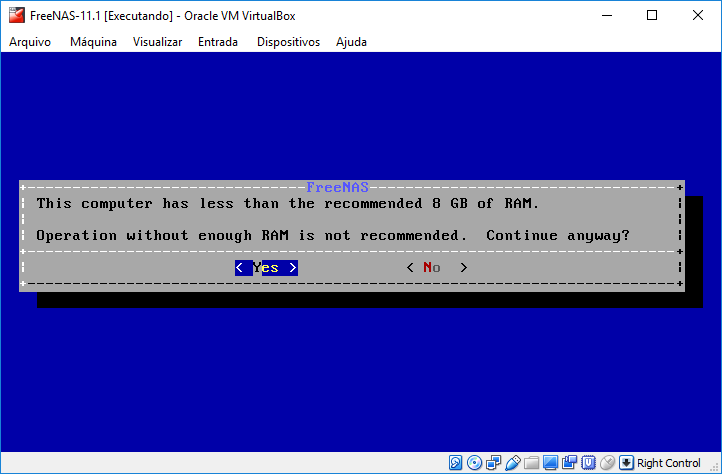 FreeNAS-11.1 [Executando] - Oracle VM VirtualBox
Arquivo Máquina Visualizar Entrada Dispositivos Ajuda
FreeNAS
This computer has less than the recommended 8 GB of RAM.
Operation without enough RAM is not recommended.  Continue anyway?
< Yes > < No >
Right Control